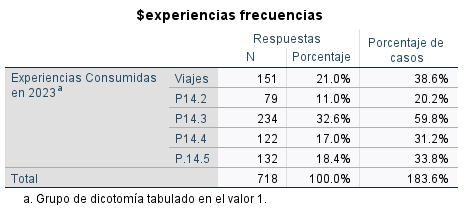 $experiencias frecuencias
Respuestas
Porcentaje de casos
N Porcentaje
Experiencias Consumidas en 2023ª Viajes 151 21.0% 38.6%
P14.2 79 11.0% 20.2%
P14.3 234 32.6% 59.8%
P14.4 122 17.0% 31.2%
P.14.5 132 18.4% 33.8%
Total 718 100.0% 183.6%
a. Grupo de dicotomía tabulado en el valor 1.